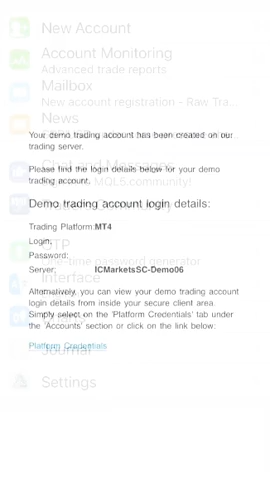 New Account
Account Monitoring
Advanced trade reports
Mailbox
New account registration - Raw Tra...
News
Your demo trading account has been created on our
trading server.
Please find the login details below for your demo
trading account.
MQL5.community!
Demo trading account login details:
Trading Platform:MT4
Login:
Password:
OTP
One-time password generator
Server: ICMarketsSC-Demo06
Interface
Alternatively, you can view your demo trading account
login details from inside your secure client area.
Simply select on the 'Platform Credentials' tab under
the 'Accounts' section or click on the link below:
Platform Credentials
Journal
Settings